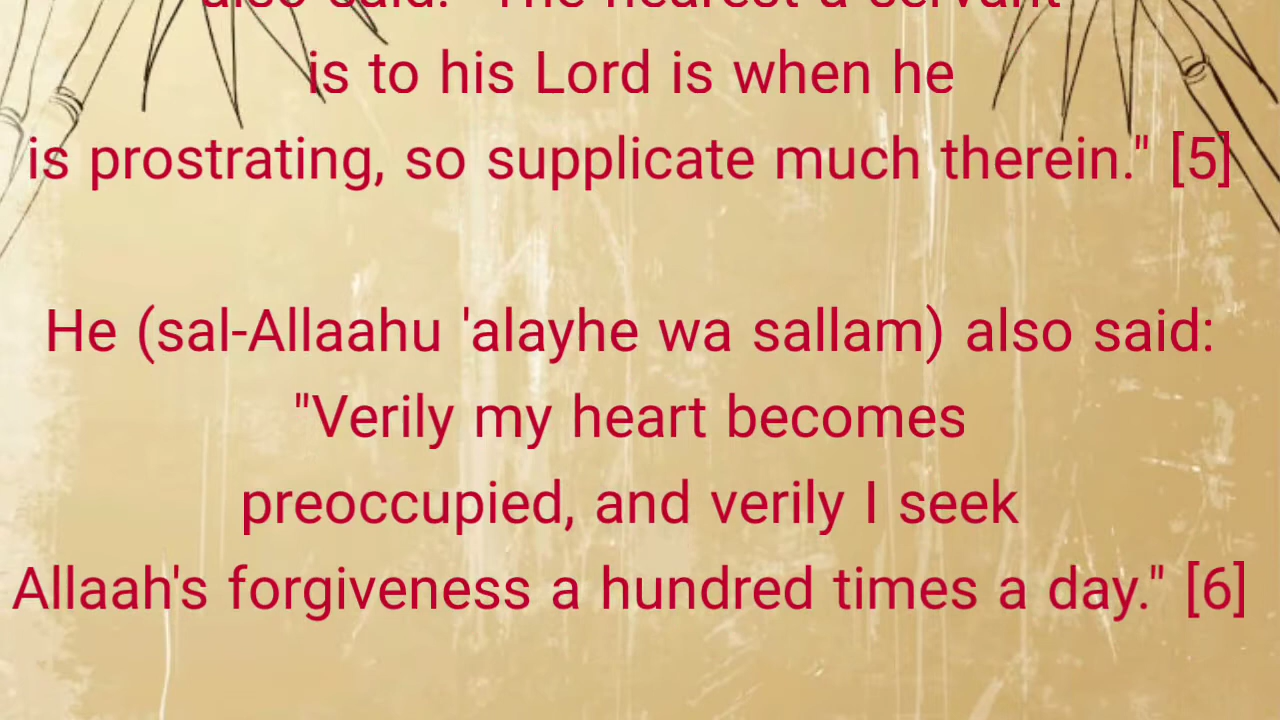 also said: "The nearest a servant
is to his Lord is when he
is prostrating, so supplicate much therein." [5]
He (sal-Allaahu 'alayhe wa sallam) also said:
"Verily my heart becomes
preoccupied, and verily I seek
Allaah's forgiveness a hundred times a day." [6]